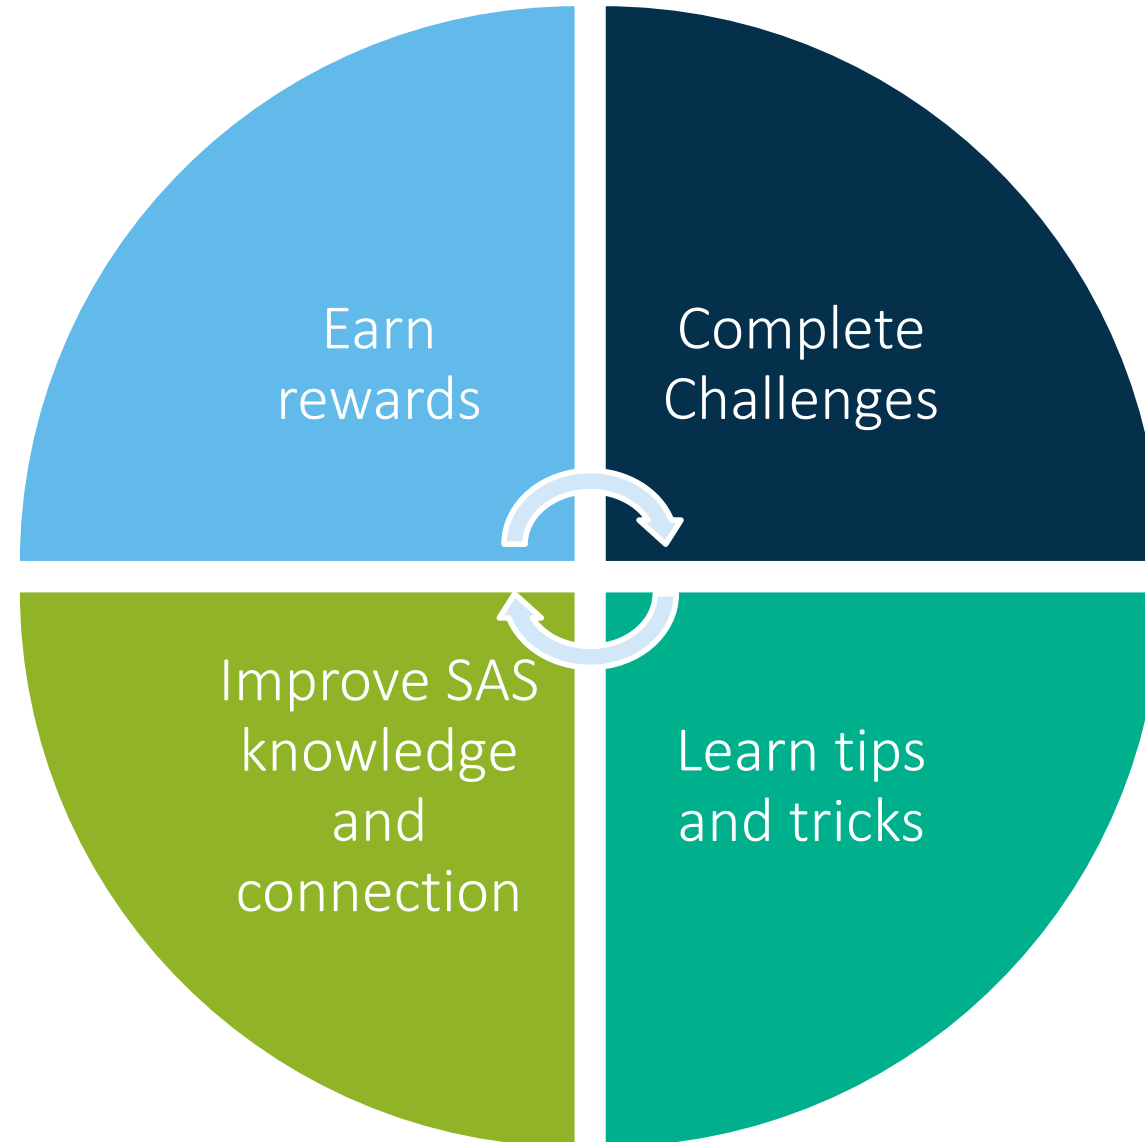 Earn
rewards
Complete
Challenges
Improve SAS
knowledge
and
connection
Learn tips
and tricks